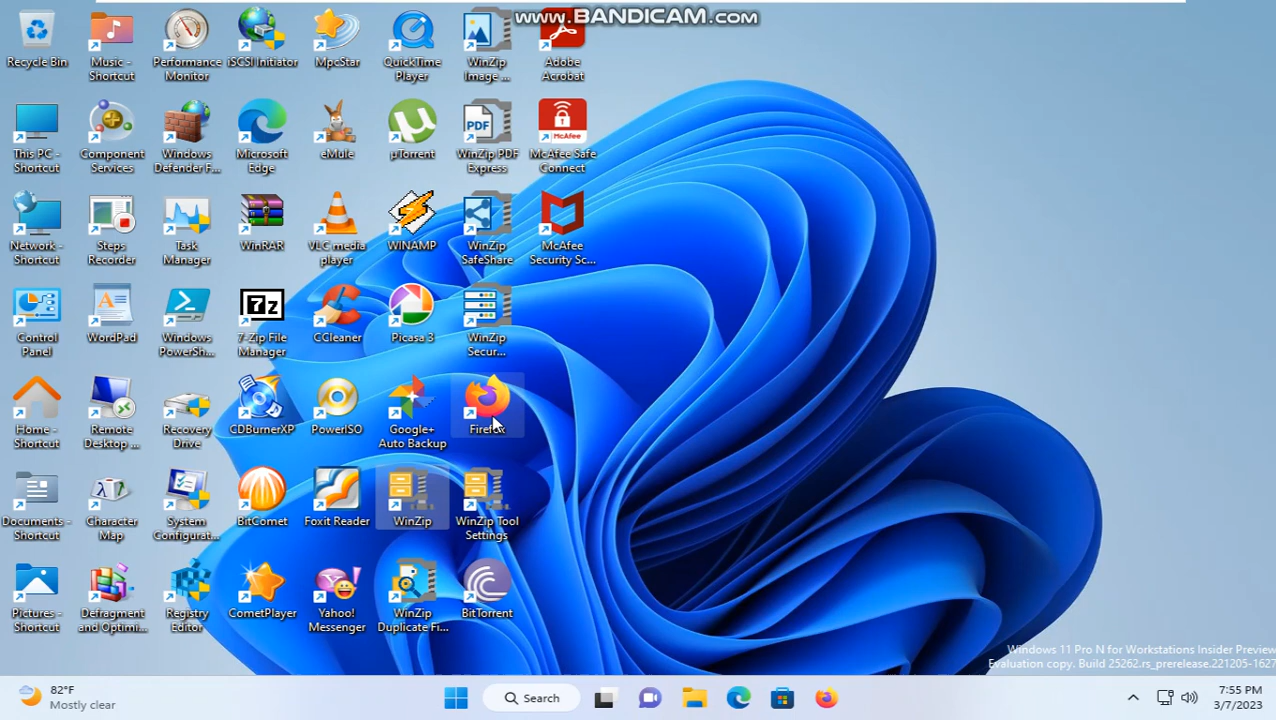 www.BANDICAM.com
Recycle Bin
Music - Shortcut
Performance Monitor
iSCSI Initiator
MpcStar
QuickTime Player
WinZip Image ...
Adobe Acrobat
This PC - Shortcut
Component Services
Windows Defender F...
Microsoft Edge
eMule
µTorrent
PDF
WinZip PDF Express
McAfee
McAfee Safe Connect
Network - Shortcut
Steps Recorder
Task Manager
WinRAR
VLC media player
WINAMP
WinZip SafeShare
McAfee Security Sc...
Control Panel
WordPad
Windows PowerSh...
7z
7-Zip File Manager
CCleaner
Picasa 3
WinZip Secur...
Home - Shortcut
Remote Desktop ...
Recovery Drive
CDBurnerXP
PowerISO
Google+ Auto Backup
Firefox
Documents - Shortcut
Character Map
System Configurat...
BitComet
Foxit Reader
WinZip
WinZip Tool Settings
Pictures - Shortcut
Defragment and Optimi...
Registry Editor
CometPlayer
Yahoo! Messenger
WinZip Duplicate Fi...
BitTorrent
Windows 11 Pro N for Workstations Insider Preview
Evaluation copy. Build 25262.rs_prerelease.221205-1627
82°F
Mostly clear
Search
7:55 PM
3/7/2023